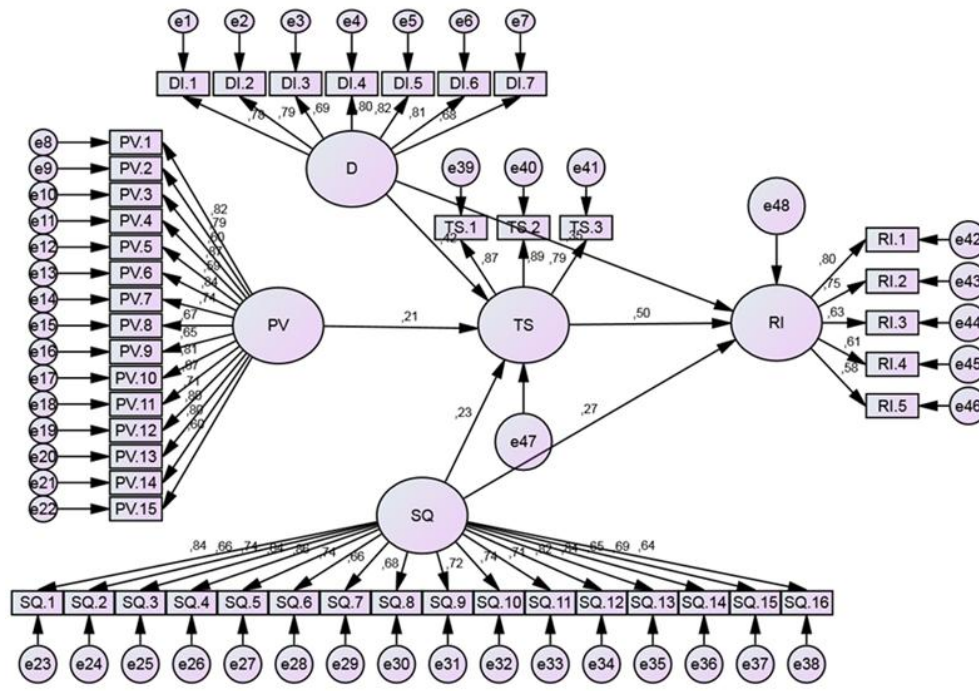 e1 e2 e3 e4 e5 e6 e7
DI.1 DI.2 DI.3 DI.4 DI.5 DI.6 DI.7
,78 ,79 ,69 ,80 ,82 ,81 ,68
D
e8 PV.1
e9 PV.2
e10 PV.3
e11 PV.4
e12 PV.5
e13 PV.6
e14 PV.7
e15 PV.8
e16 PV.9
e17 PV.10
e18 PV.11
e19 PV.12
e20 PV.13
e21 PV.14
e22 PV.15
,82
,79
,87
,59
,84
,74
,67
,65
,81
,71
,80
,60
PV
,21
e39 e40 e41
TS.1 TS.2 TS.3
,42
,87 ,89 ,79
TS
,50
e47
,23
,27
e48
RI
,80
,75
,63
,61
,58
RI.1 e42
RI.2 e43
RI.3 e44
RI.4 e45
RI.5 e46
SQ
,84 ,66 ,74 ,74 ,66 ,68 ,72 ,74 ,71 ,82 ,65 ,69 ,64
SQ.1 SQ.2 SQ.3 SQ.4 SQ.5 SQ.6 SQ.7 SQ.8 SQ.9 SQ.10 SQ.11 SQ.12 SQ.13 SQ.14 SQ.15 SQ.16
e23 e24 e25 e26 e27 e28 e29 e30 e31 e32 e33 e34 e35 e36 e37 e38